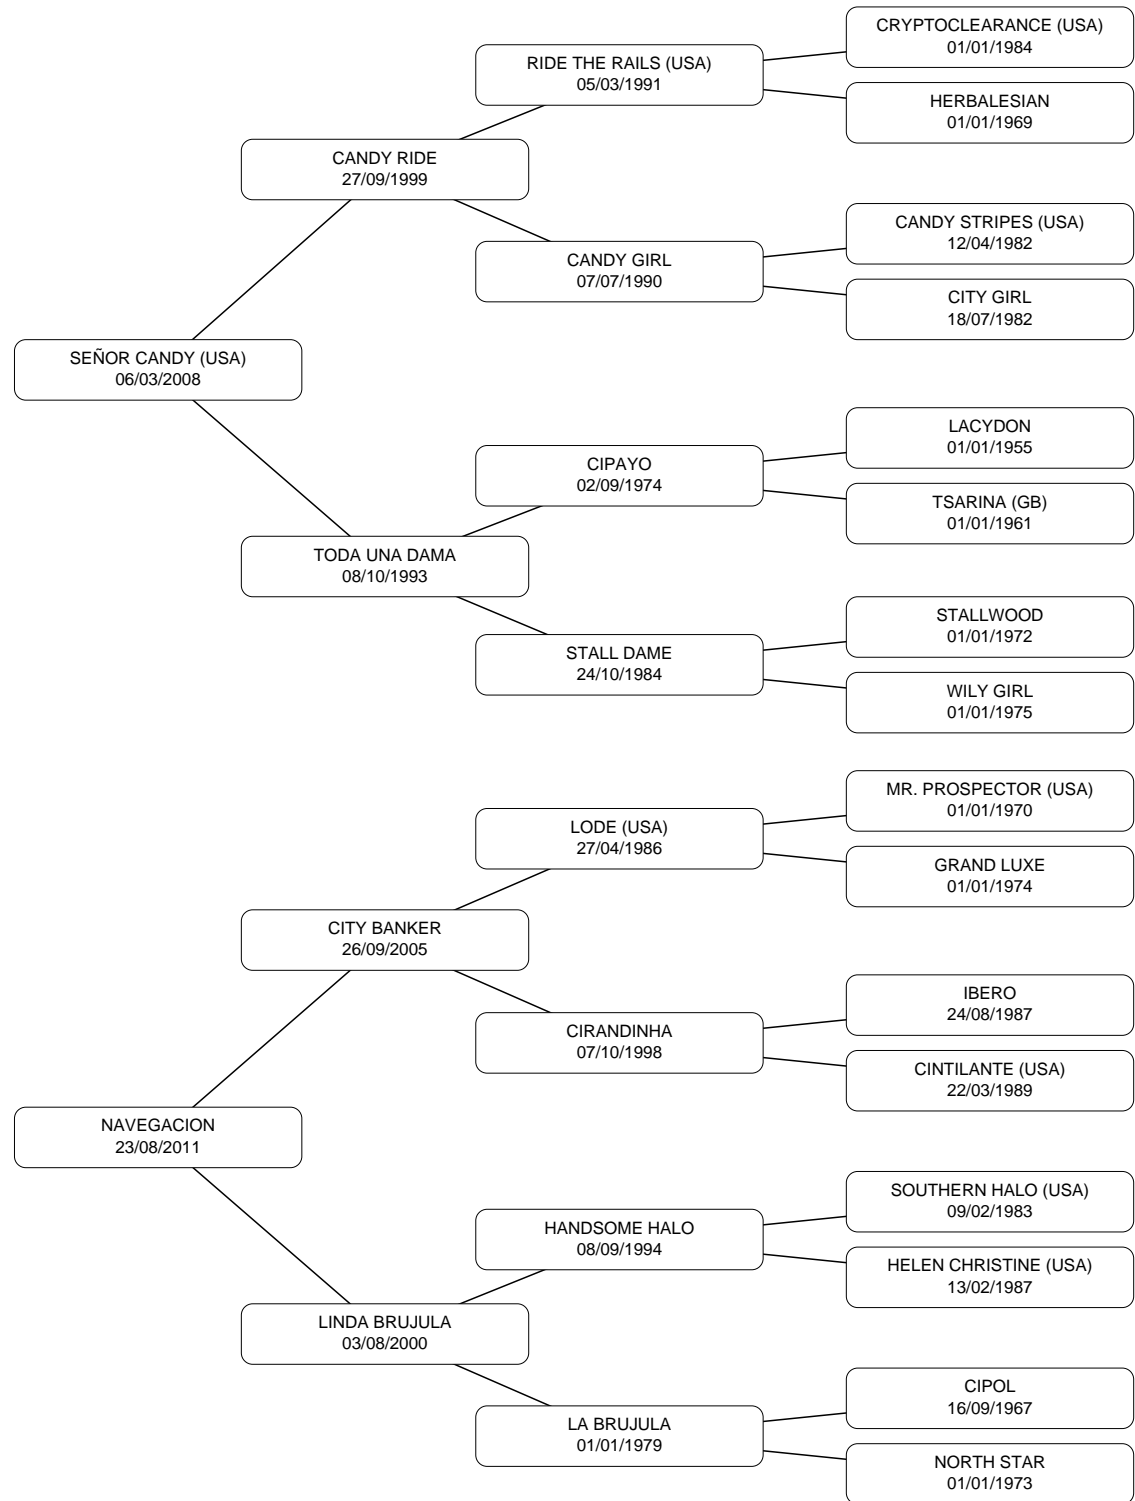 CRYPTOCLEARANCE (USA)
01/01/1984
RIDE THE RAILS (USA)
05/03/1991
HERBALESIAN
01/01/1969
CANDY RIDE
27/09/1999
CANDY STRIPES (USA)
12/04/1982
CANDY GIRL
07/07/1990
CITY GIRL
18/07/1982
SEÑOR CANDY (USA)
06/03/2008
LACYDON
01/01/1955
CIPAYO
02/09/1974
TSARINA (GB)
01/01/1961
TODA UNA DAMA
08/10/1993
STALLWOOD
01/01/1972
STALL DAME
24/10/1984
WILY GIRL
01/01/1975
MR. PROSPECTOR (USA)
01/01/1970
LODE (USA)
27/04/1986
GRAND LUXE
01/01/1974
CITY BANKER
26/09/2005
IBERO
24/08/1987
CIRANDINHA
07/10/1998
CINTILANTE (USA)
22/03/1989
NAVEGACION
23/08/2011
SOUTHERN HALO (USA)
09/02/1983
HANDSOME HALO
08/09/1994
HELEN CHRISTINE (USA)
13/02/1987
LINDA BRUJULA
03/08/2000
CIPOL
16/09/1967
LA BRUJULA
01/01/1979
NORTH STAR
01/01/1973